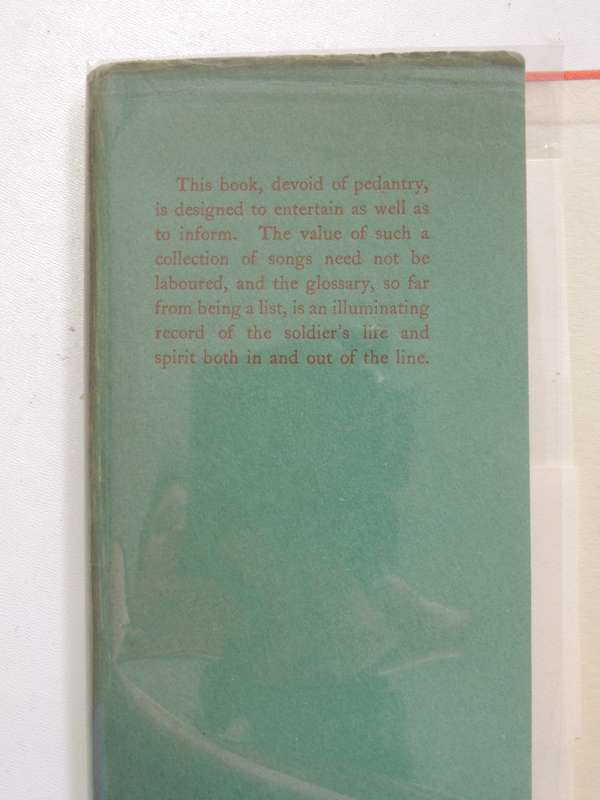 This book, devoid of pedantry,
is designed to entertain as well as
to inform. The value of such a
collection of songs need not be
laboured, and the glossary, so far
from being a list, is an illuminating
record of the soldier's life and
spirit both in and out of the line.